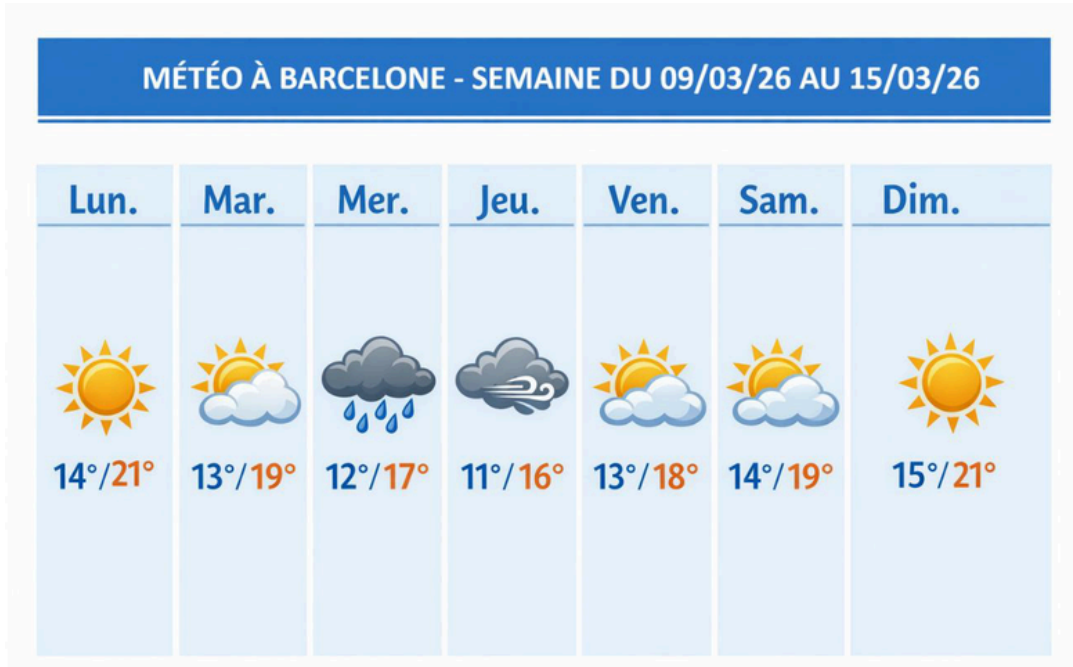 MÉTÉO À BARCELONE - SEMAINE DU 09/03/26 AU 15/03/26
Lun. Mar. Mer. Jeu. Ven. Sam. Dim.
14°/21° 13°/19° 12°/17° 11°/16° 13°/18° 14°/19° 15°/21°